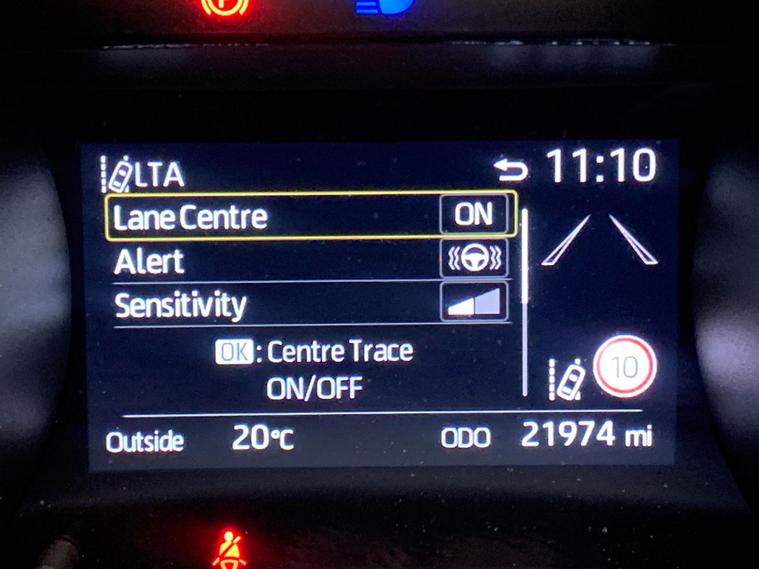 LTA
11:10
Lane Centre ON
Alert
Sensitivity
OK : Centre Trace
ON/OFF
10
Outside 20°C ODO 21974 mi